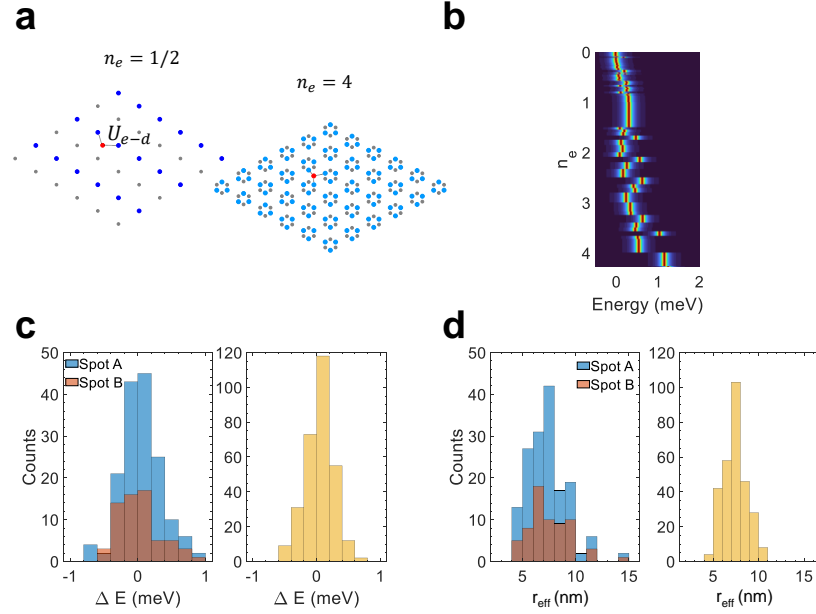 a
n_e = 1/2
n_e = 4
U_{e-d}
b
0
1
2
3
4
n_e
0
1
2
Energy (meV)
c
50
40
30
20
10
0
Counts
Spot A
Spot B
-1
0
1
Δ E (meV)
120
100
80
60
40
20
0
-1
0
1
Δ E (meV)
d
50
40
30
20
10
0
Counts
Spot A
Spot B
5
10
15
r_eff (nm)
120
100
80
60
40
20
0
5
10
15
r_eff (nm)